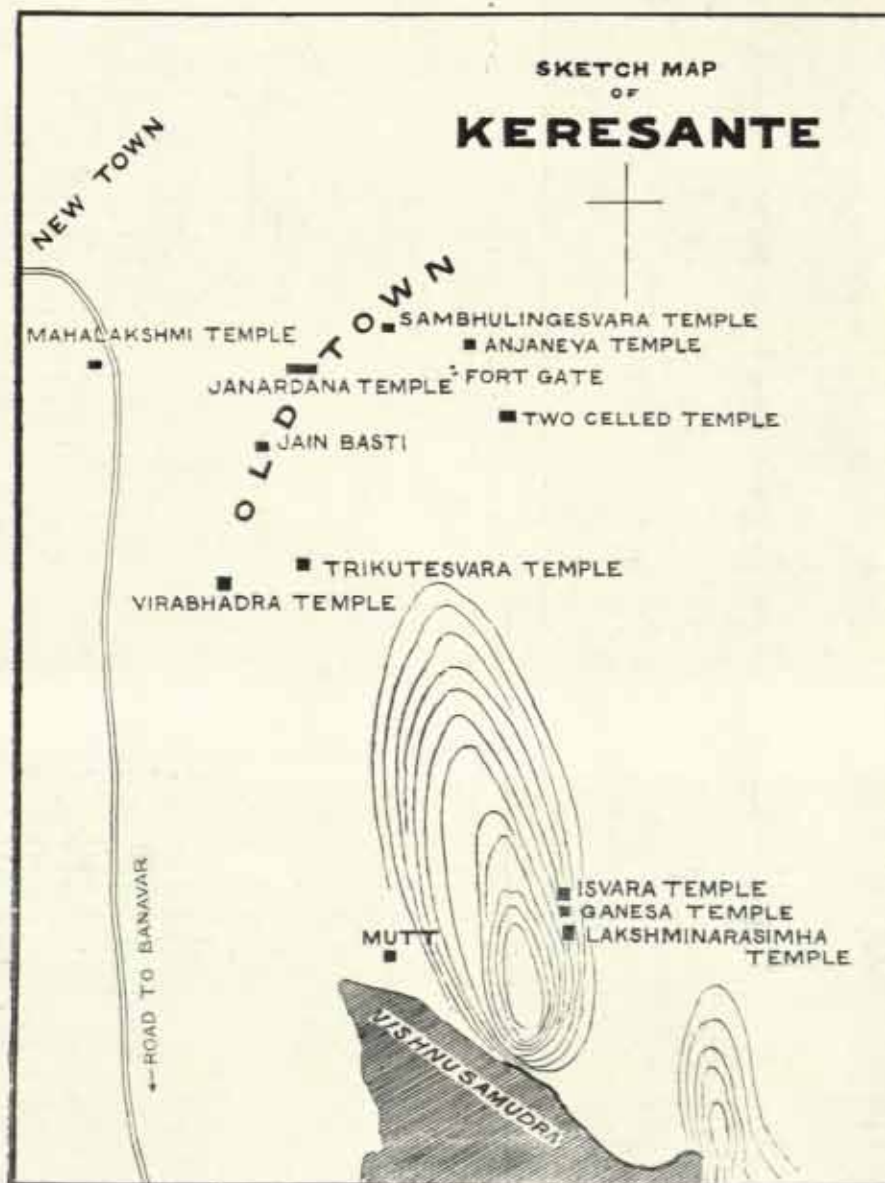 SKETCH MAP
OF
KERESANTE
NEW TOWN
OLD TOWN
MAHALAKSHMI TEMPLE
SAMBHULINGESVARA TEMPLE
ANJANEYA TEMPLE
JANARDANA TEMPLE
FORT GATE
TWO CELLED TEMPLE
JAIN BASTI
TRIKUTESVARA TEMPLE
VIRABHADRA TEMPLE
ROAD TO BANAVAR
ISVARA TEMPLE
GANESA TEMPLE
LAKSHMINARASIMHA
TEMPLE
MUTT
VISHNUSAMUDRA